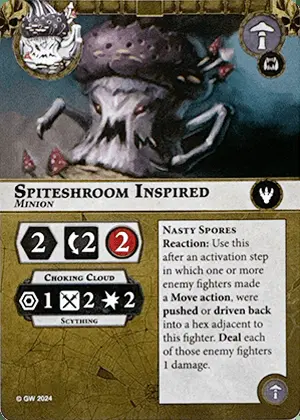 Spiteshroom Inspired
Minion
2 2 2
Choking Cloud
1 2 2
Scything
Nasty Spores
Reaction: Use this
after an activation step
in which one or more
enemy fighters made
a Move action, were
pushed or driven back
into a hex adjacent to
this fighter. Deal each
of those enemy fighters
1 damage.
© GW 2024